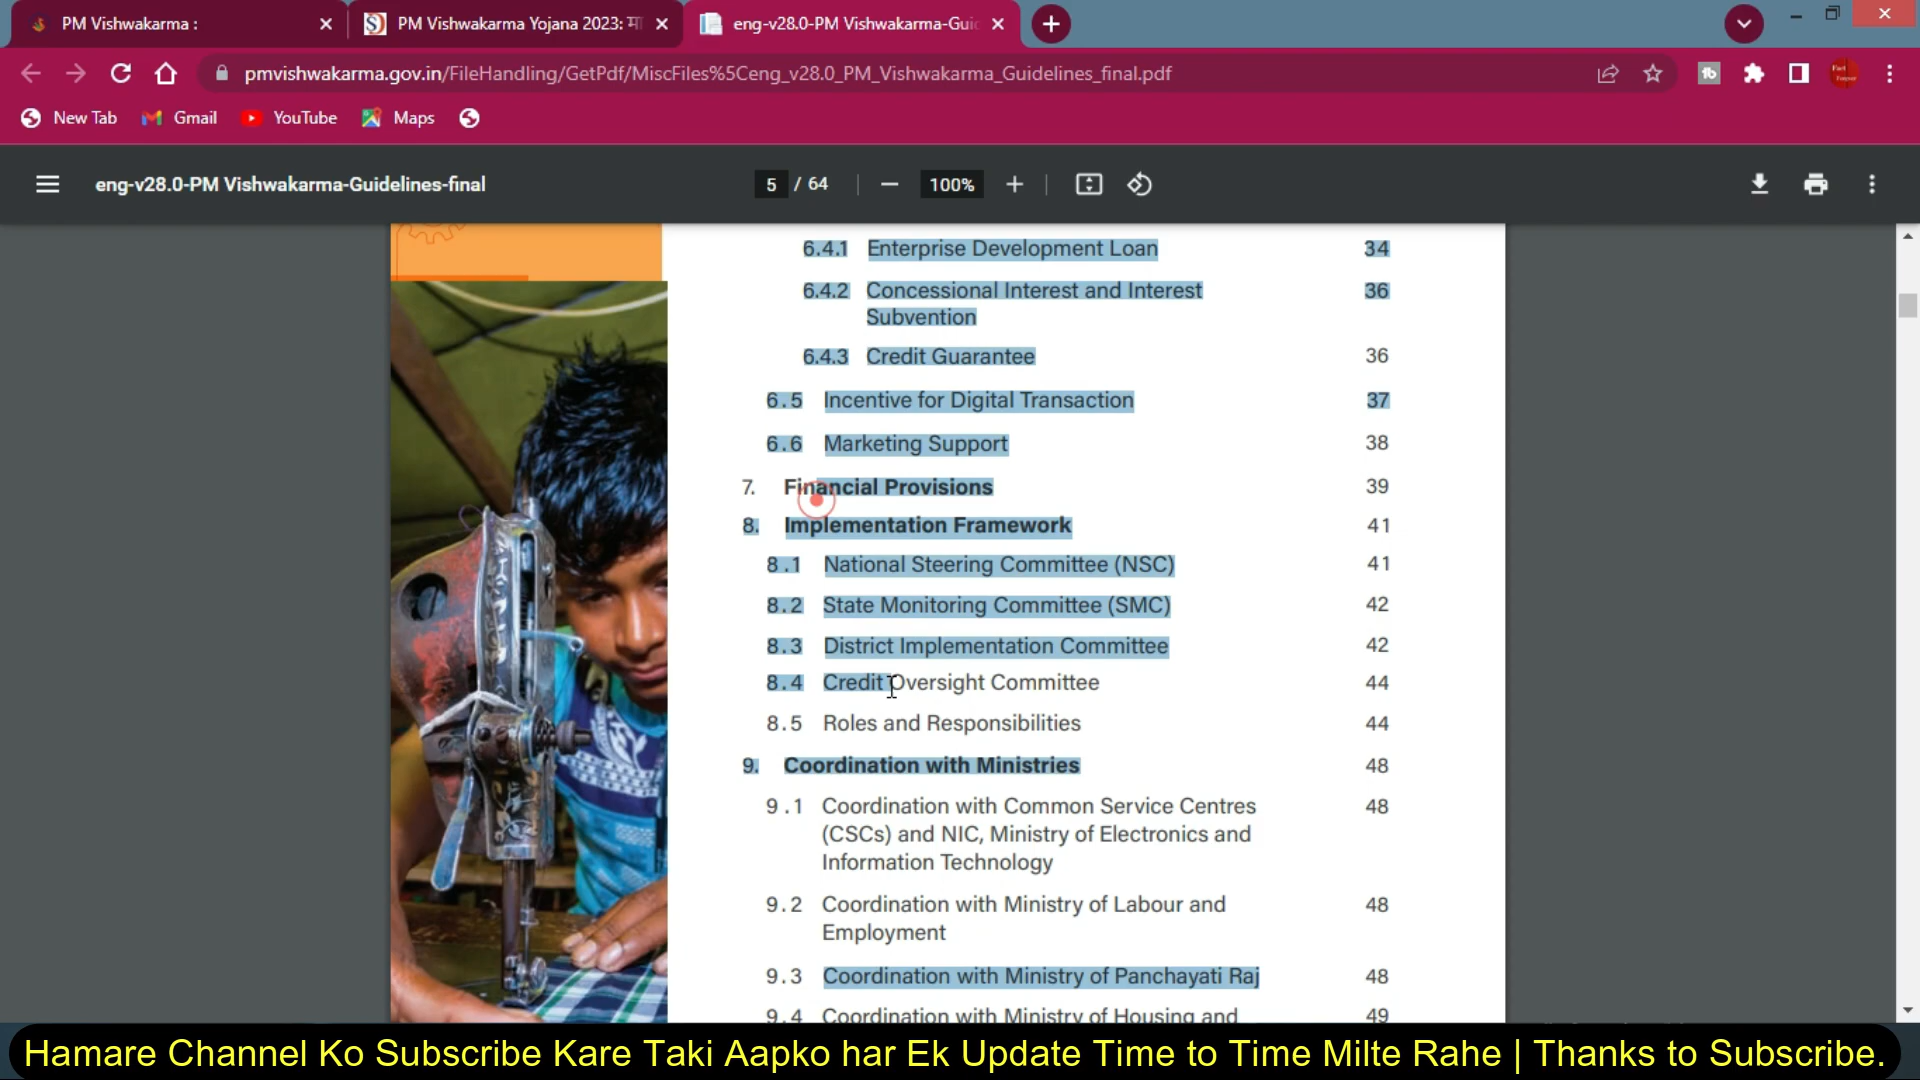 PM Vishwakarma :
PM Vishwakarma Yojana 2023: मा
eng-v28.0-PM Vishwakarma-Guid
pmvishwakarma.gov.in/FileHandling/GetPdf/MiscFiles%5Ceng_v28.0_PM_Vishwakarma_Guidelines_final.pdf
New Tab Gmail YouTube Maps
eng-v28.0-PM Vishwakarma-Guidelines-final 5 / 64 100%
6.4.1 Enterprise Development Loan 34
6.4.2 Concessional Interest and Interest 36
Subvention
6.4.3 Credit Guarantee 36
6.5 Incentive for Digital Transaction 37
6.6 Marketing Support 38
7. Financial Provisions 39
8. Implementation Framework 41
8.1 National Steering Committee (NSC) 41
8.2 State Monitoring Committee (SMC) 42
8.3 District Implementation Committee 42
8.4 Credit Oversight Committee 44
8.5 Roles and Responsibilities 44
9. Coordination with Ministries 48
9.1 Coordination with Common Service Centres 48
(CSCs) and NIC, Ministry of Electronics and
Information Technology
9.2 Coordination with Ministry of Labour and 48
Employment
9.3 Coordination with Ministry of Panchayati Raj 48
9.4 Coordination with Ministry of Housing and 49
Hamare Channel Ko Subscribe Kare Taki Aapko har Ek Update Time to Time Milte Rahe | Thanks to Subscribe.